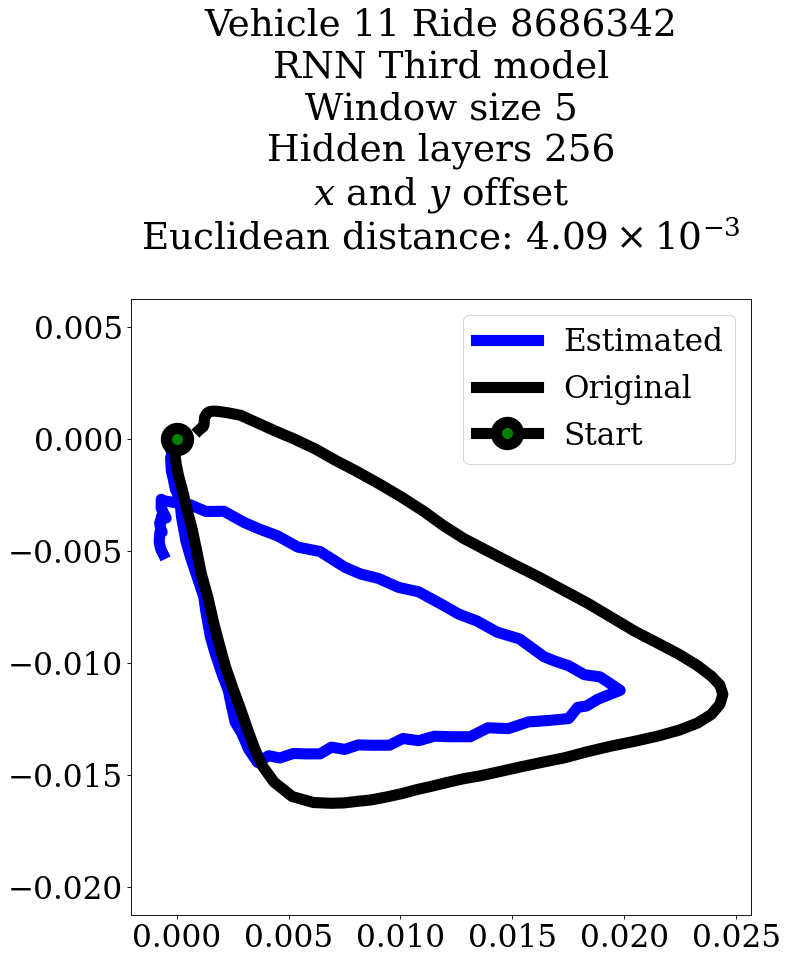 Vehicle 11 Ride 8686342
RNN Third model
Window size 5
Hidden layers 256
x and y offset
Euclidean distance: 4.09 × 10⁻³
Estimated
Original
Start
0.005
0.000
−0.005
−0.010
−0.015
−0.020
0.000 0.005 0.010 0.015 0.020 0.025